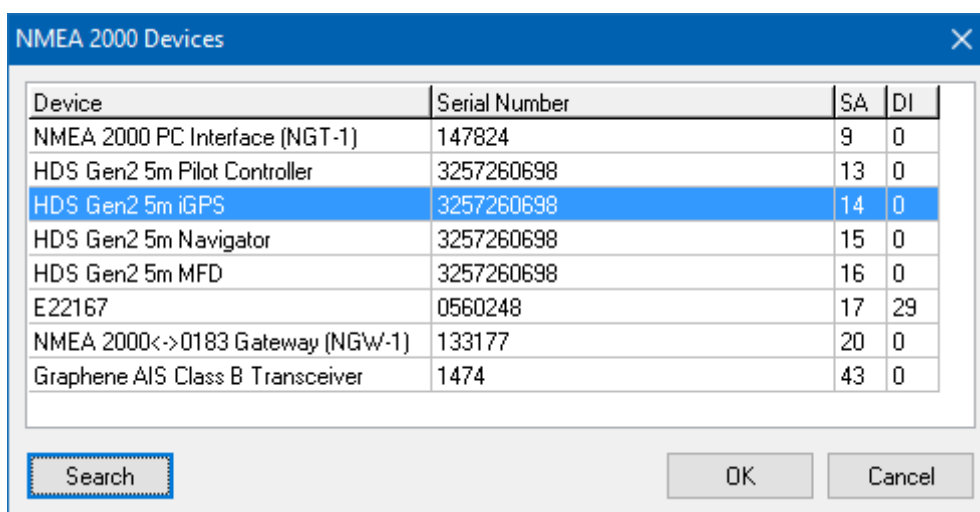 NMEA 2000 Devices
Device Serial Number SA DI
NMEA 2000 PC Interface (NGT-1) 147824 9 0
HDS Gen2 5m Pilot Controller 3257260698 13 0
HDS Gen2 5m iGPS 3257260698 14 0
HDS Gen2 5m Navigator 3257260698 15 0
HDS Gen2 5m MFD 3257260698 16 0
E22167 0560248 17 29
NMEA 2000<->0183 Gateway (NGW-1) 133177 20 0
Graphene AIS Class B Transceiver 1474 43 0
Search OK Cancel